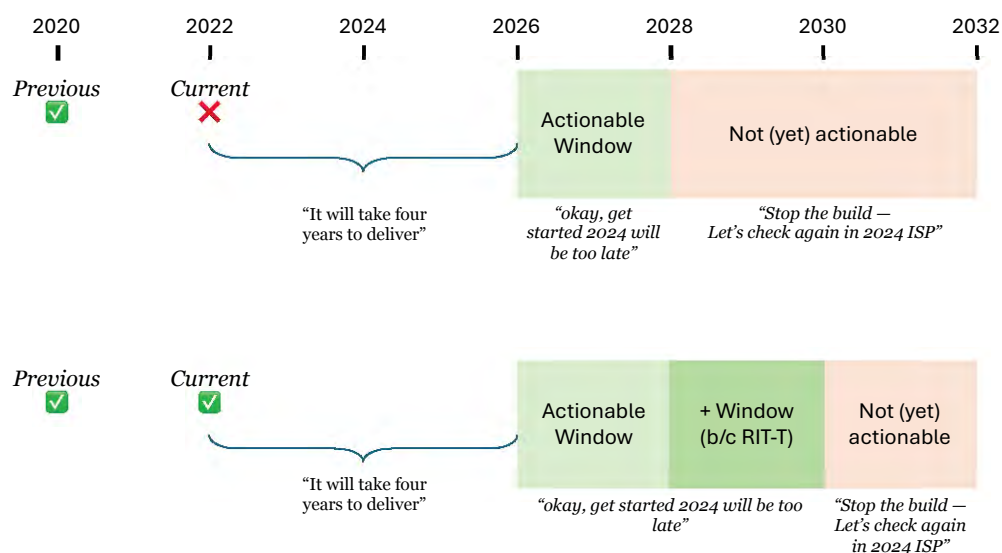 2020 2022 2024 2026 2028 2030 2032
Previous Current
Actionable
Window
Not (yet) actionable
“It will take four
years to deliver”
“okay, get
started 2024 will
be too late”
“Stop the build —
Let’s check again in 2024 ISP”
Previous Current
Actionable
Window
+ Window
(b/c RIT-T)
Not (yet)
actionable
“It will take four
years to deliver”
“okay, get started 2024 will be too
late”
“Stop the build —
Let’s check again
in 2024 ISP”